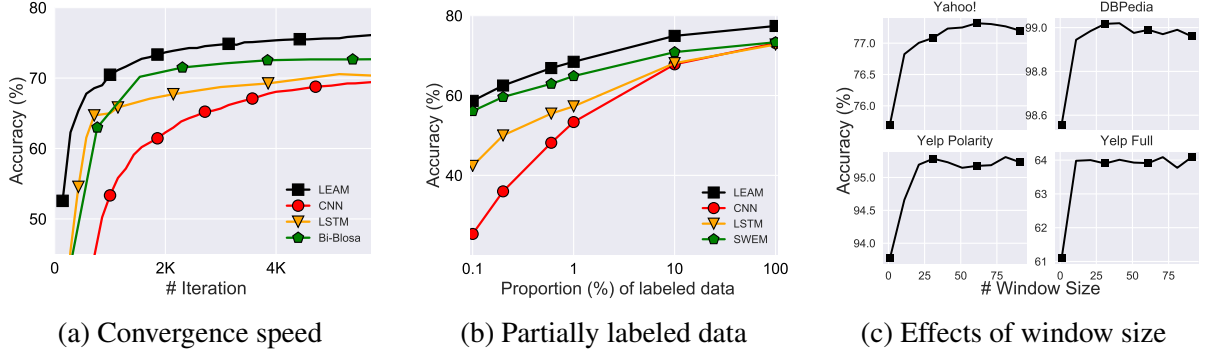 80
70
60
50
Accuracy (%)
LEAM
CNN
LSTM
Bi-Blosa
0
2K
4K
# Iteration
(a) Convergence speed
80
60
40
Accuracy (%)
LEAM
CNN
LSTM
SWEM
0.1
1
10
100
Proportion (%) of labeled data
(b) Partially labeled data
Yahoo!
77.0
76.5
76.0
DBPedia
99.0
98.8
98.6
Accuracy (%)
Yelp Polarity
95.0
94.5
94.0
0 25 50 75
Yelp Full
64
63
62
61
0 25 50 75
# Window Size
(c) Effects of window size